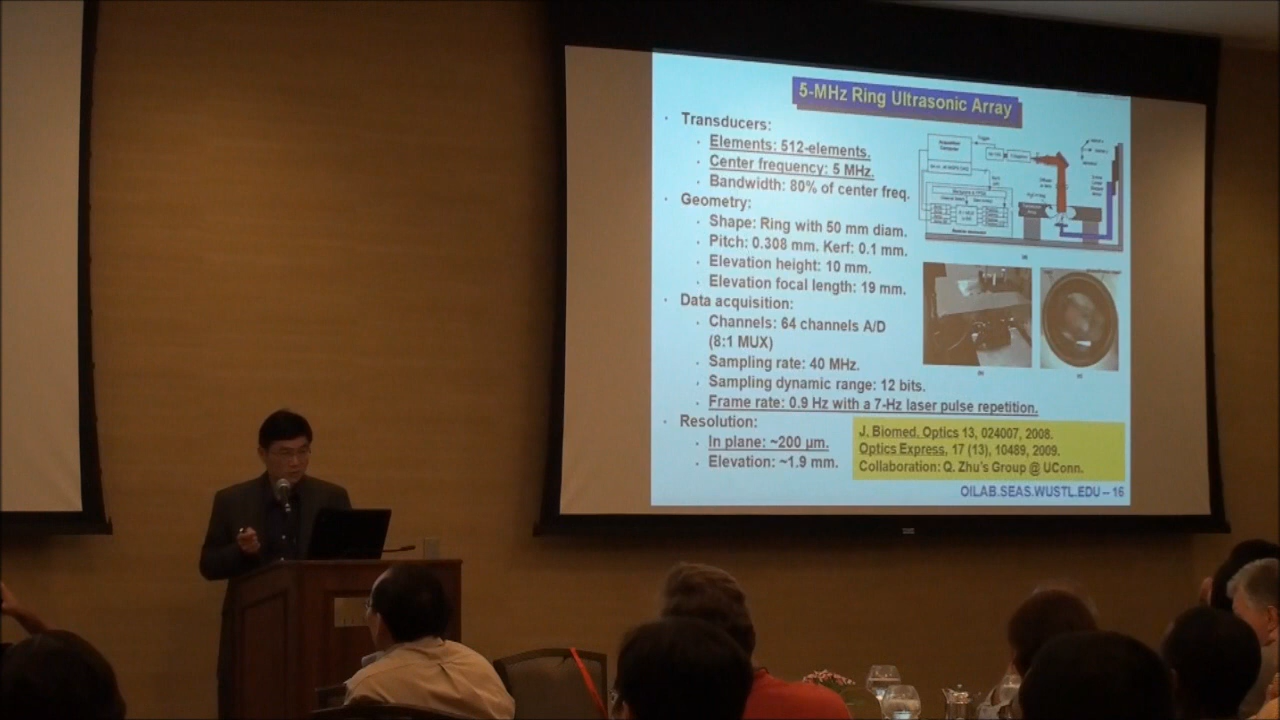 5-MHz Ring Ultrasonic Array
Transducers:
Elements: 512-elements.
Center frequency: 5 MHz.
Bandwidth: 80% of center freq.
Geometry:
Shape: Ring with 50 mm diam.
Pitch: 0.308 mm. Kerf: 0.1 mm.
Elevation height: 10 mm.
Elevation focal length: 19 mm.
Data acquisition:
Channels: 64 channels A/D
(8:1 MUX)
Sampling rate: 40 MHz.
Sampling dynamic range: 12 bits.
Frame rate: 0.9 Hz with a 7-Hz laser pulse repetition.
Resolution:
In plane: ~200 µm.
Elevation: ~1.9 mm.
J. Biomed. Optics 13, 024007, 2008.
Optics Express, 17 (13), 10489, 2009.
Collaboration: Q. Zhu's Group @ UConn.
OILAB.SEAS.WUSTL.EDU – 16